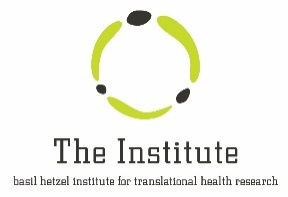 The Institute
basil hetzel institute for translational health research